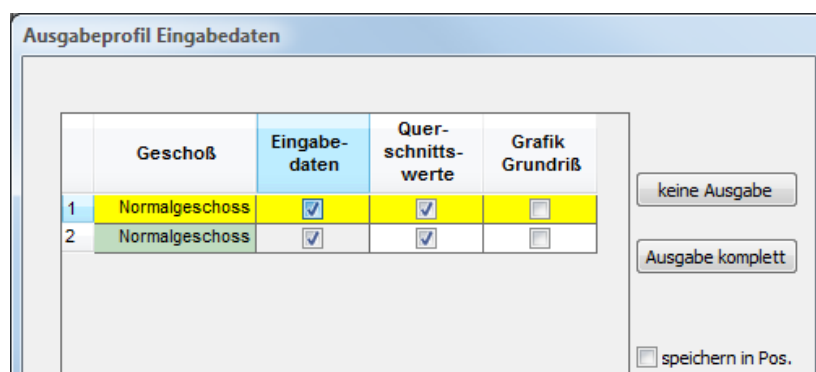 Ausgabeprofil Eingabedaten
Geschoß
Eingabe-
daten
Quer-
schnitts-
werte
Grafik
Grundriß
1 Normalgeschoss
2 Normalgeschoss
keine Ausgabe
Ausgabe komplett
speichern in Pos.